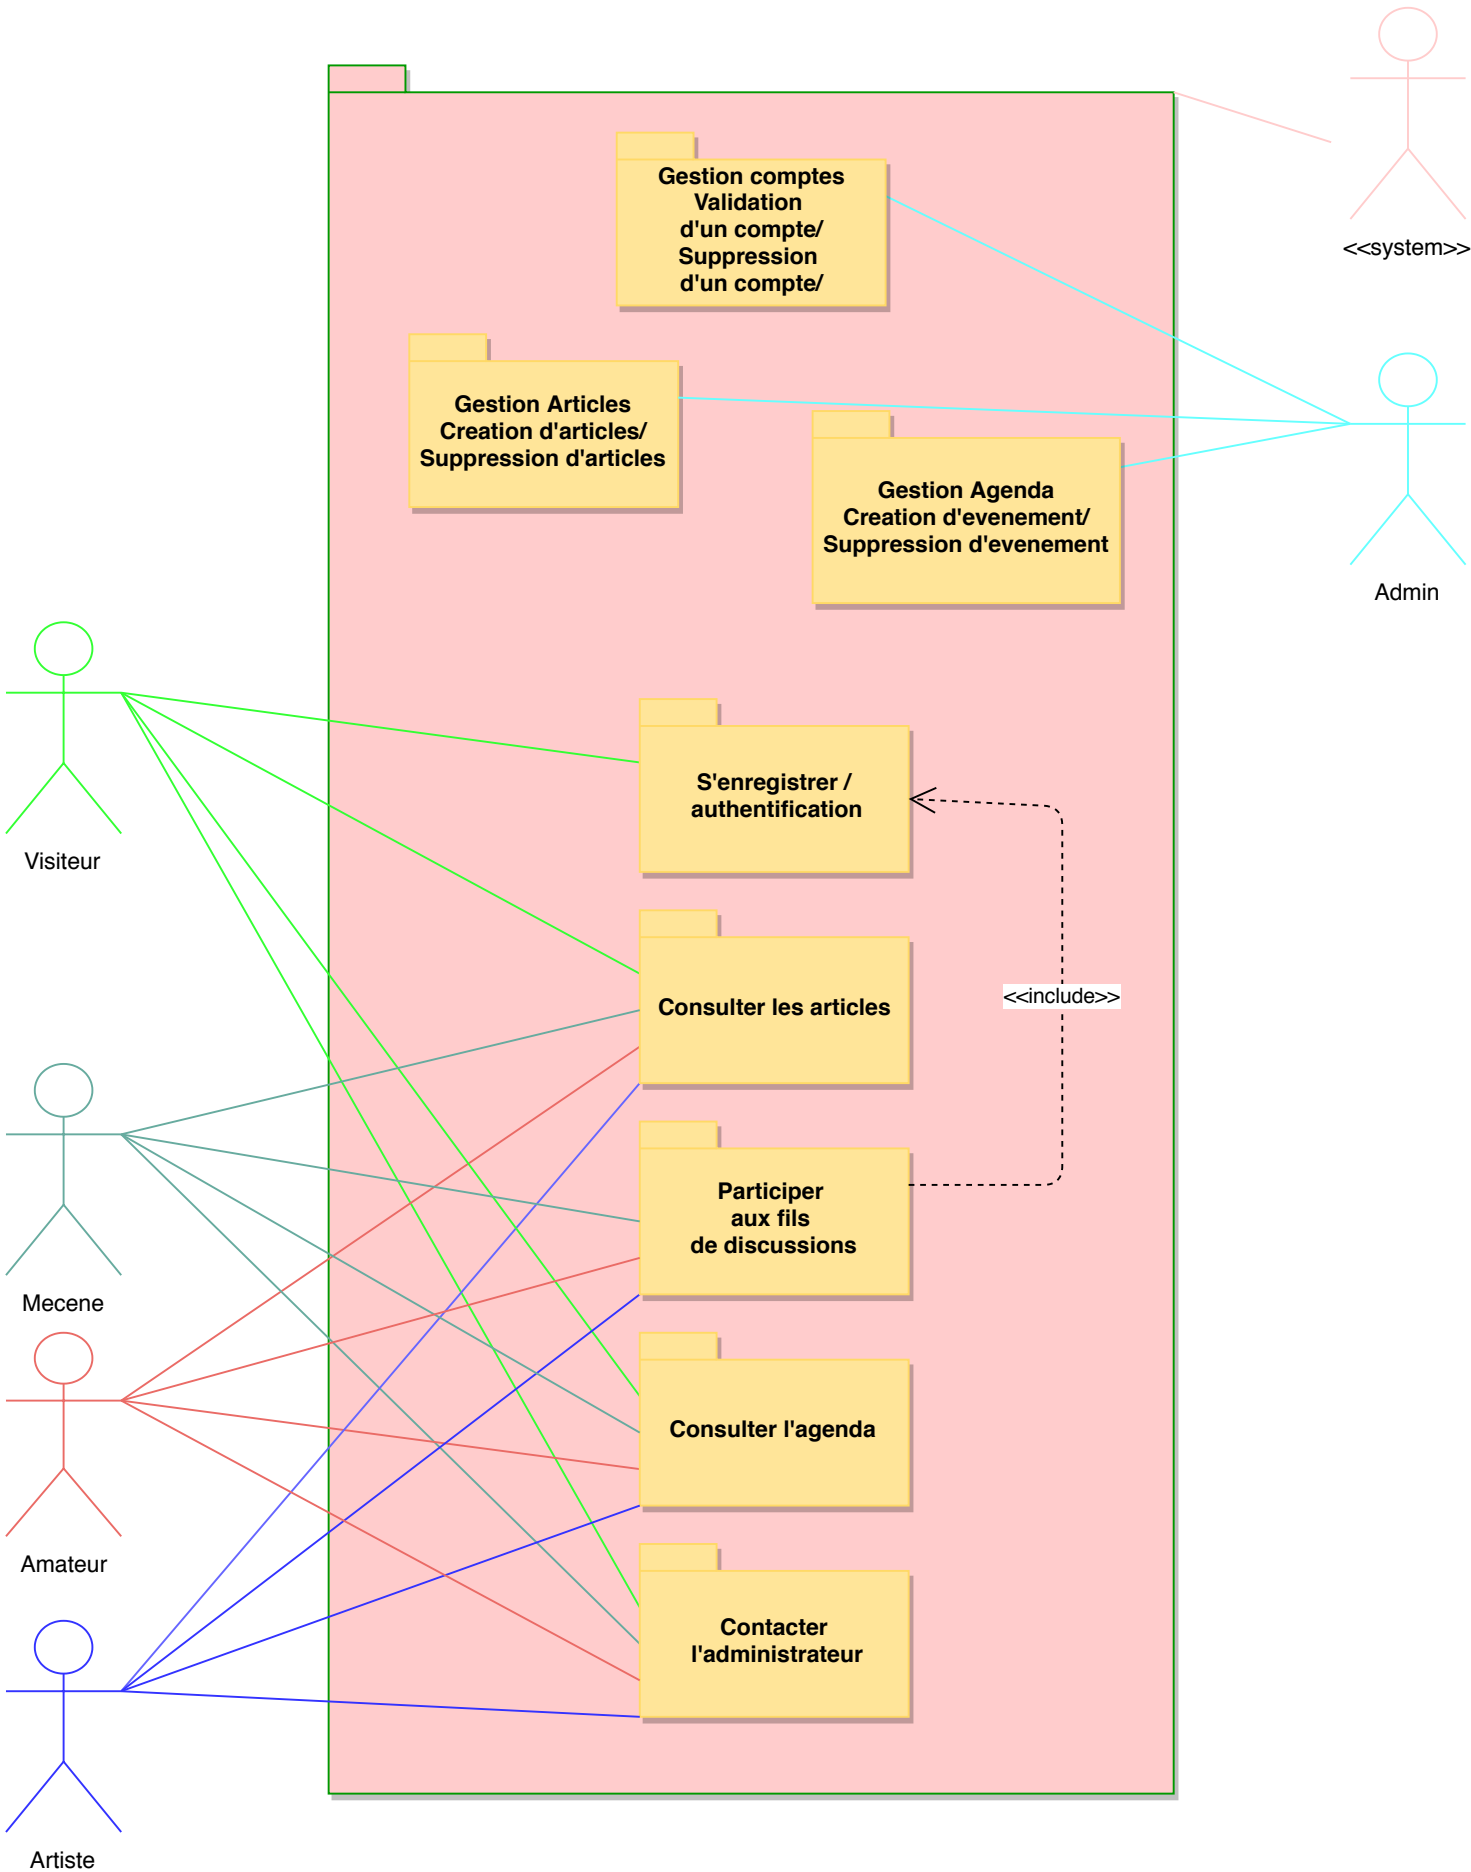 Gestion comptes
Validation
d'un compte/
Suppression
d'un compte/
<<system>>
Gestion Articles
Creation d'articles/
Suppression d'articles
Gestion Agenda
Creation d'evenement/
Suppression d'evenement
Admin
S'enregistrer /
authentification
Visiteur
Consulter les articles
<<include>>
Participer
aux fils
de discussions
Mecene
Consulter l'agenda
Amateur
Contacter
l'administrateur
Artiste